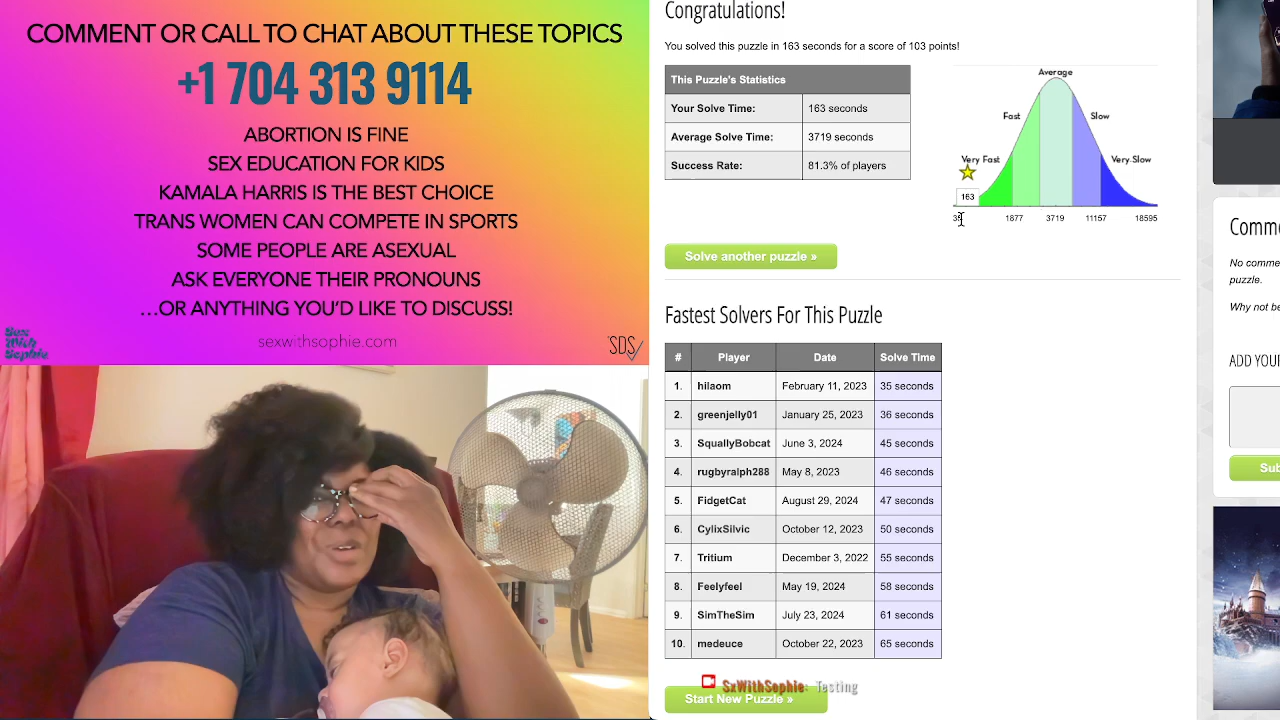 COMMENT OR CALL TO CHAT ABOUT THESE TOPICS
+1 704 313 9114
ABORTION IS FINE
SEX EDUCATION FOR KIDS
KAMALA HARRIS IS THE BEST CHOICE
TRANS WOMEN CAN COMPETE IN SPORTS
SOME PEOPLE ARE ASEXUAL
ASK EVERYONE THEIR PRONOUNS
...OR ANYTHING YOU'D LIKE TO DISCUSS!
sexwithsophie.com
Sex
With
Sophie
SDS
Congratulations!
You solved this puzzle in 163 seconds for a score of 103 points!
This Puzzle's Statistics
Your Solve Time: 163 seconds
Average Solve Time: 3719 seconds
Success Rate: 81.3% of players
Average
Fast Slow
Very Fast Very Slow
163
1877 3719 11157 18595
Solve another puzzle »
Fastest Solvers For This Puzzle
# Player Date Solve Time
1. hilaom February 11, 2023 35 seconds
2. greenjelly01 January 25, 2023 36 seconds
3. SquallyBobcat June 3, 2024 45 seconds
4. rugbyralph288 May 8, 2023 46 seconds
5. FidgetCat August 29, 2024 47 seconds
6. CylixSilvic October 12, 2023 50 seconds
7. Tritium December 3, 2022 55 seconds
8. Feelyfeel May 19, 2024 58 seconds
9. SimTheSim July 23, 2024 61 seconds
10. medeuce October 22, 2023 65 seconds
SxWithSophie: Testing
Start New Puzzle »
Comme
No comme
puzzle.
Why not be
ADD YOUR
Sub